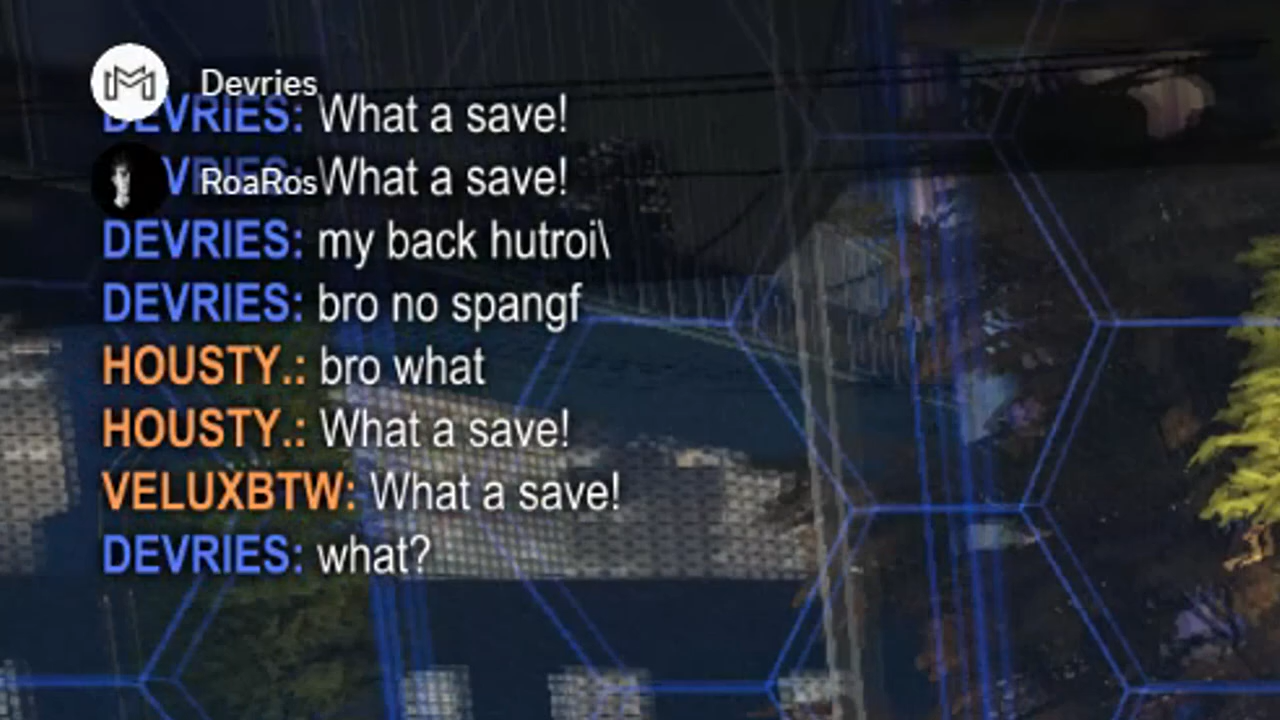 Devries
DEVRIES: What a save!
RoaRos
VRIES: What a save!
DEVRIES: my back hutroi\
DEVRIES: bro no spangf
HOUSTY.: bro what
HOUSTY.: What a save!
VELUXBTW: What a save!
DEVRIES: what?